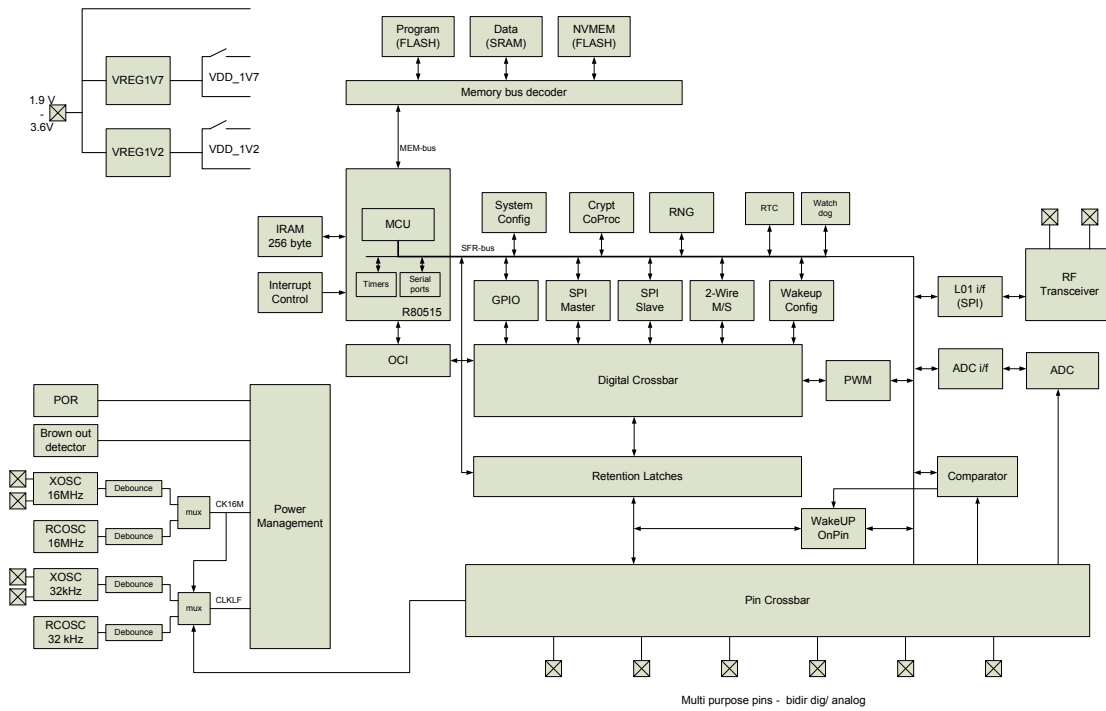 Program
(FLASH)
Data
(SRAM)
NVMEM
(FLASH)
VREG1V7
VDD_1V7
Memory bus decoder
1.9 V
-
3.6V
VREG1V2
VDD_1V2
MEM-bus
MCU
System
Config
Crypt
CoProc
RNG
RTC
Watch
dog
IRAM
256 byte
SFR-bus
Interrupt
Control
Timers
Serial
ports
R80515
GPIO
SPI
Master
SPI
Slave
2-Wire
M/S
Wakeup
Config
L01 i/f
(SPI)
RF
Transceiver
OCI
Digital Crossbar
PWM
ADC i/f
ADC
POR
Brown out
detector
XOSC
16MHz
Debounce
mux
CK16M
RCOSC
16MHz
Debounce
Power
Management
Retention Latches
Comparator
WakeUP
OnPin
XOSC
32kHz
Debounce
mux
CLKLF
RCOSC
32 kHz
Debounce
Pin Crossbar
Multi purpose pins - bidir dig/ analog